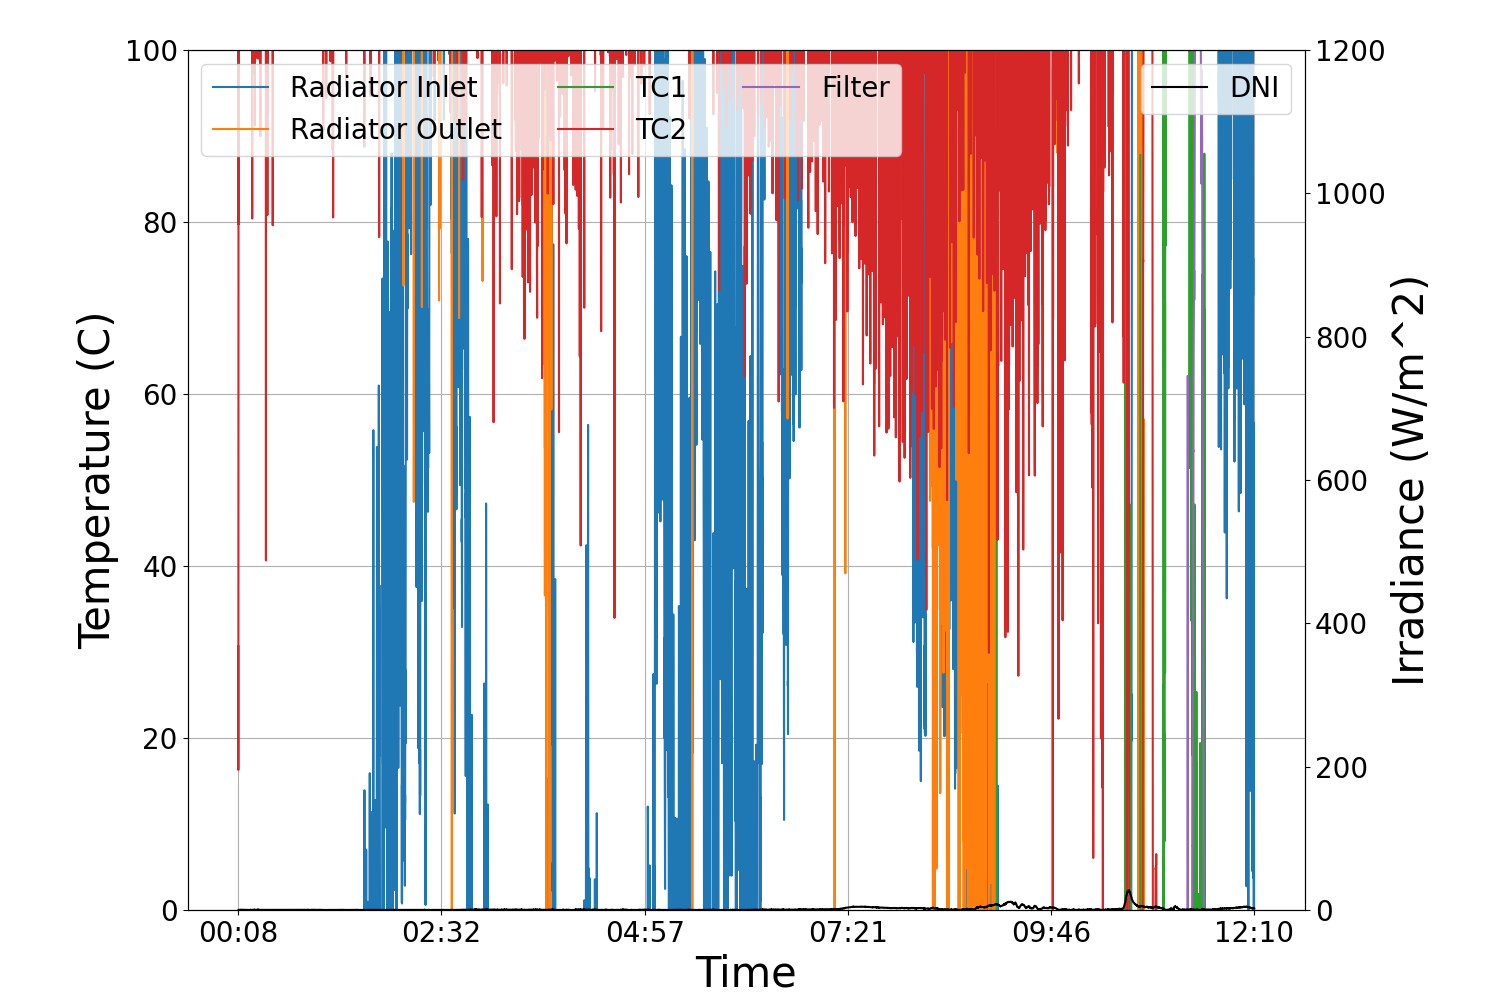 100
80
60
40
20
0
Temperature (C)
Radiator Inlet
Radiator Outlet
TC1
TC2
Filter
DNI
1200
1000
800
600
400
200
0
Irradiance (W/m^2)
00:08
02:32
04:57
07:21
09:46
12:10
Time